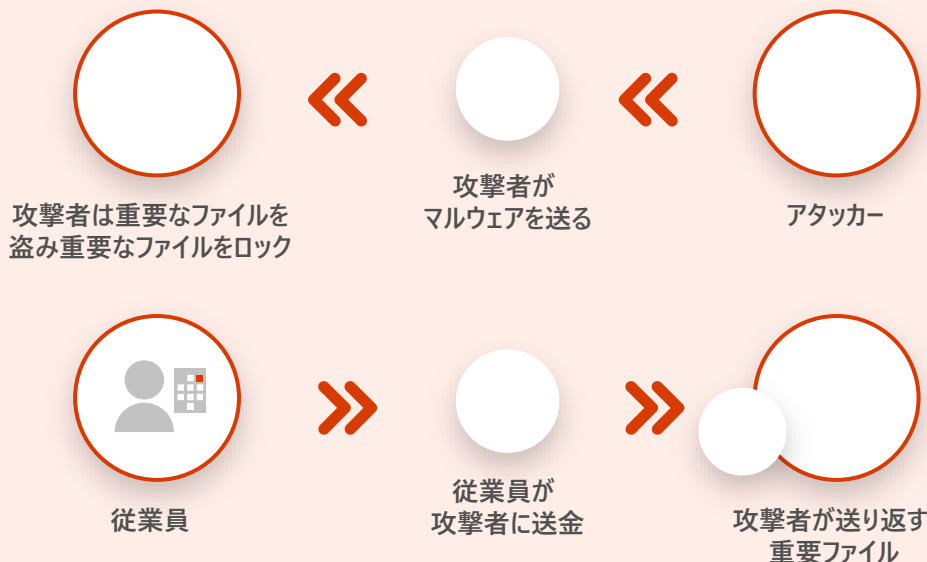 攻撃者は重要なファイルを
盗み重要なファイルをロック
攻撃者が
マルウェアを送る
アタッカー
従業員
従業員が
攻撃者に送金
攻撃者が送り返す
重要ファイル